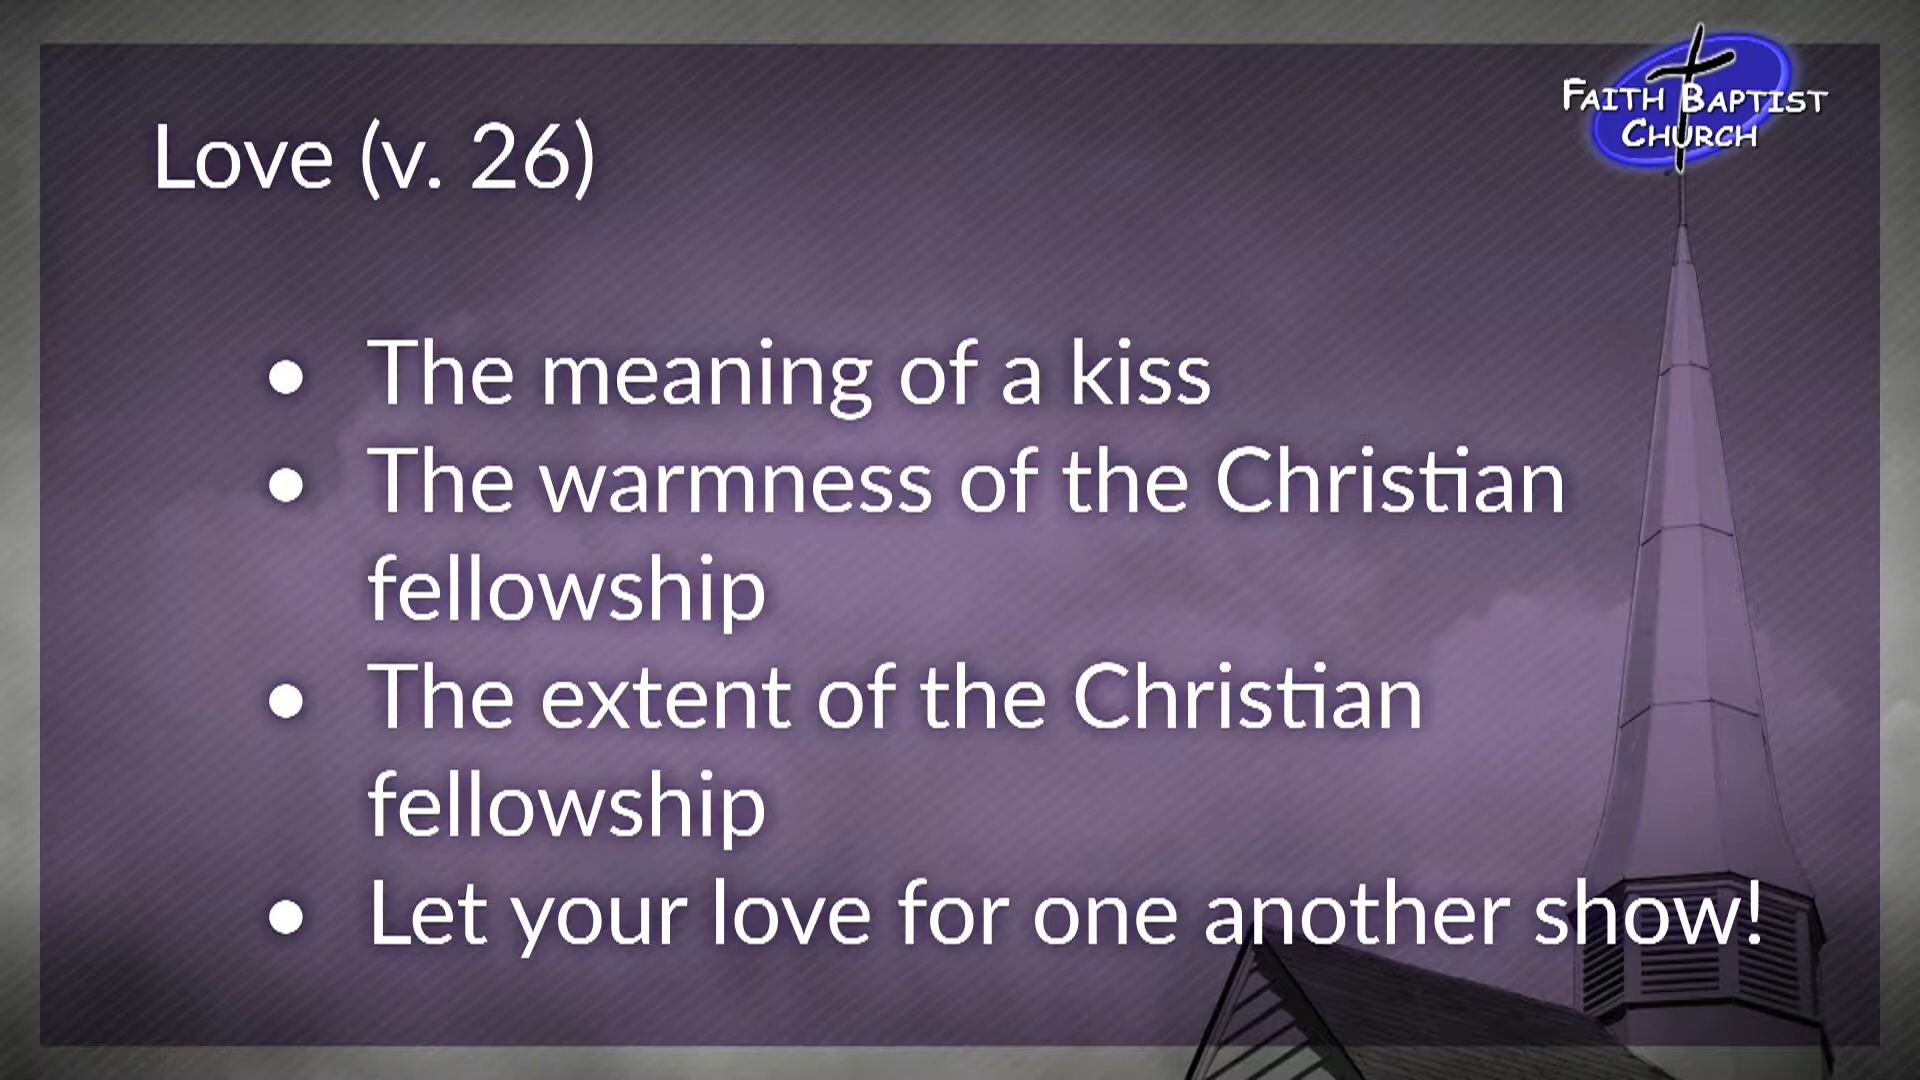 FAITH BAPTIST
CHURCH
Love (v. 26)
• The meaning of a kiss
• The warmness of the Christian
fellowship
• The extent of the Christian
fellowship
• Let your love for one another show!